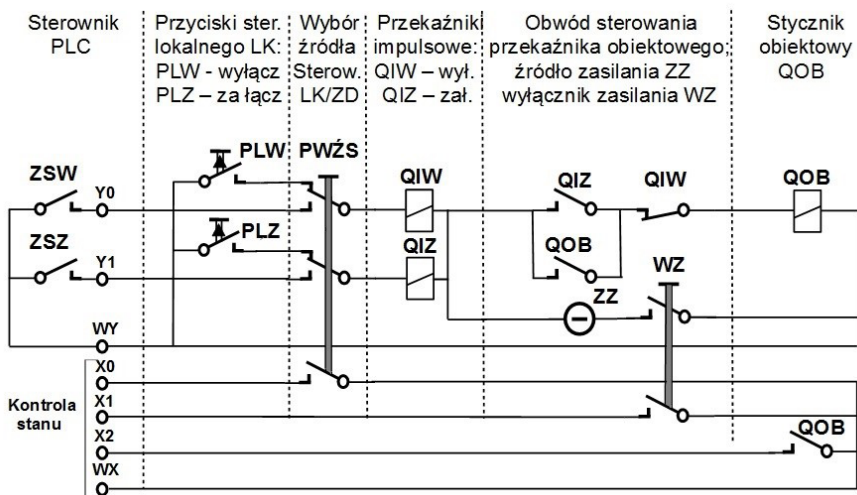 Sterownik
PLC
Przyciski ster.
lokalnego LK:
PLW - wyłącz
PLZ – za łącz
Wybór
źródła
Sterow.
LK/ZD
Przekaźniki
impulsowe:
QIW – wył.
QIZ – zał.
Obwód sterowania
przekaźnika obiektowego;
źródło zasilania ZZ
wyłącznik zasilania WZ
Stycznik
obiektowy
QOB
PLW
PWŹS
ZSW
Y0
QIW
QIZ
QIW
QOB
PLZ
ZSZ
Y1
QIZ
QOB
WZ
ZZ
WY
X0
Kontrola
stanu
X1
X2
QOB
WX